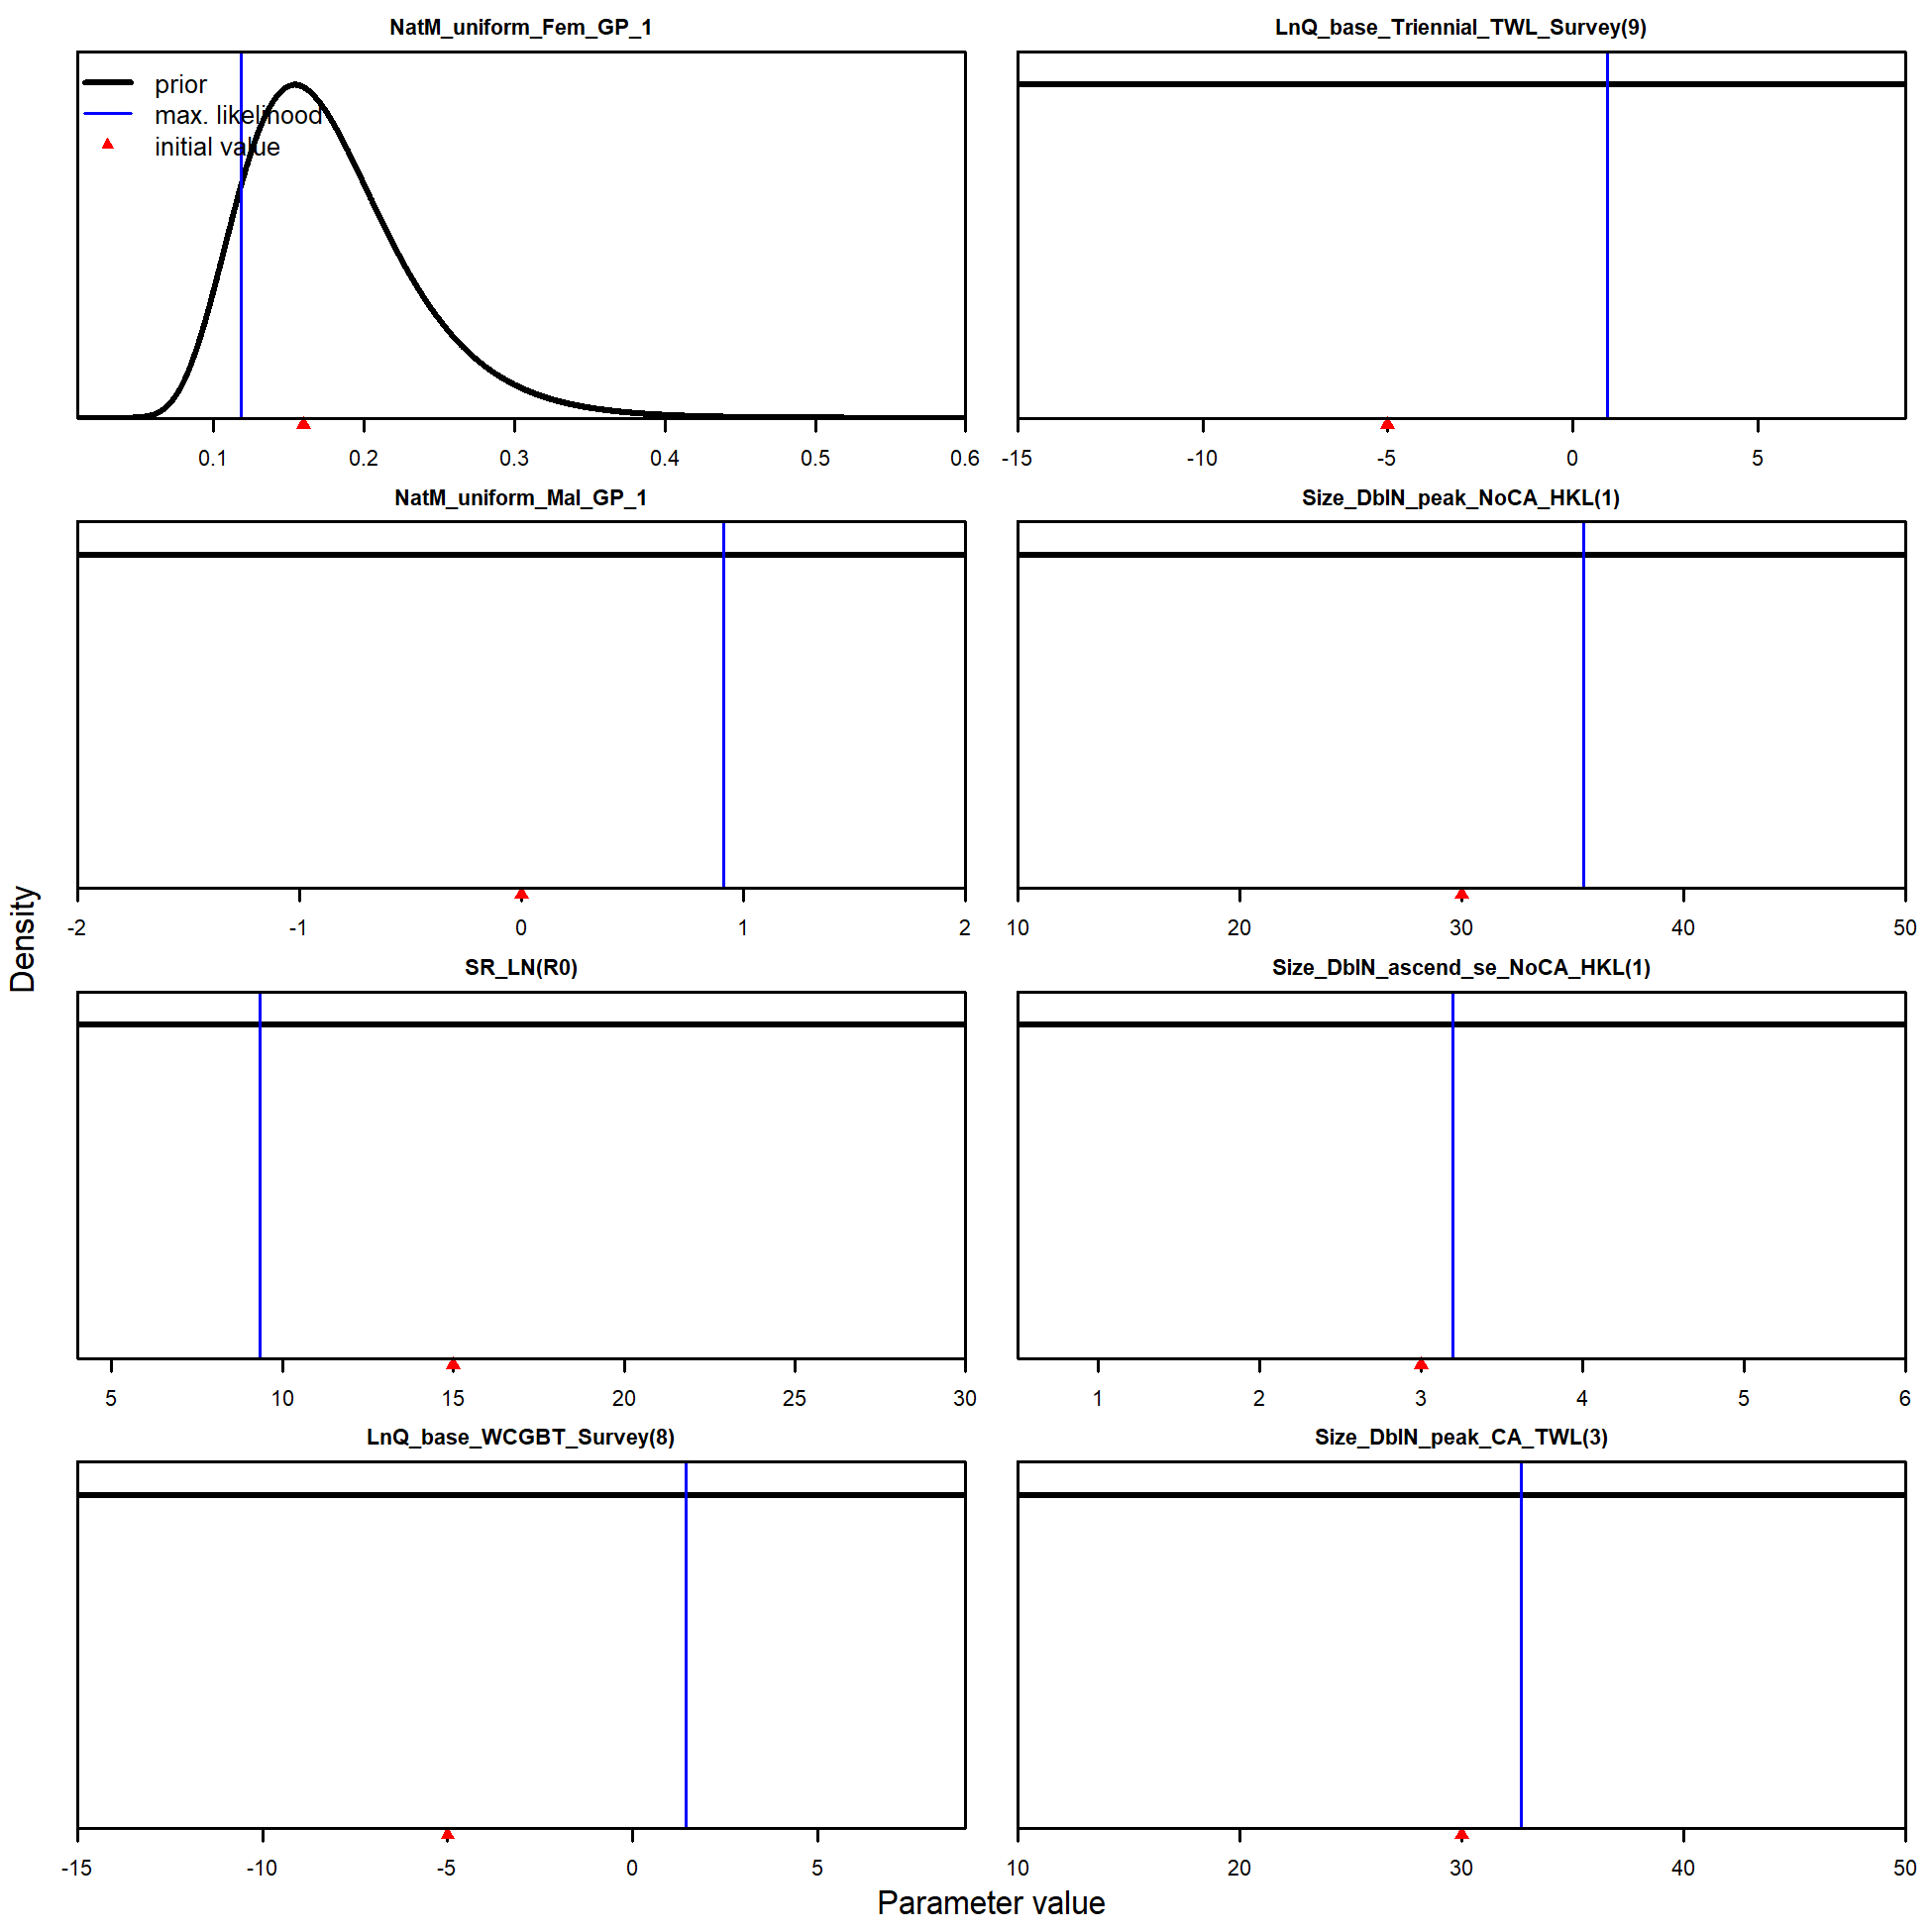 NatM_uniform_Fem_GP_1
prior
max. likelihood
initial value
0.1 0.2 0.3 0.4 0.5 0.6
LnQ_base_Triennial_TWL_Survey(9)
-15 -10 -5 0 5
NatM_uniform_Mal_GP_1
-2 -1 0 1 2
Size_DblN_peak_NoCA_HKL(1)
10 20 30 40 50
SR_LN(R0)
5 10 15 20 25 30
Size_DblN_ascend_se_NoCA_HKL(1)
1 2 3 4 5 6
LnQ_base_WCGBT_Survey(8)
-15 -10 -5 0 5
Size_DblN_peak_CA_TWL(3)
10 20 30 40 50
Density
Parameter value